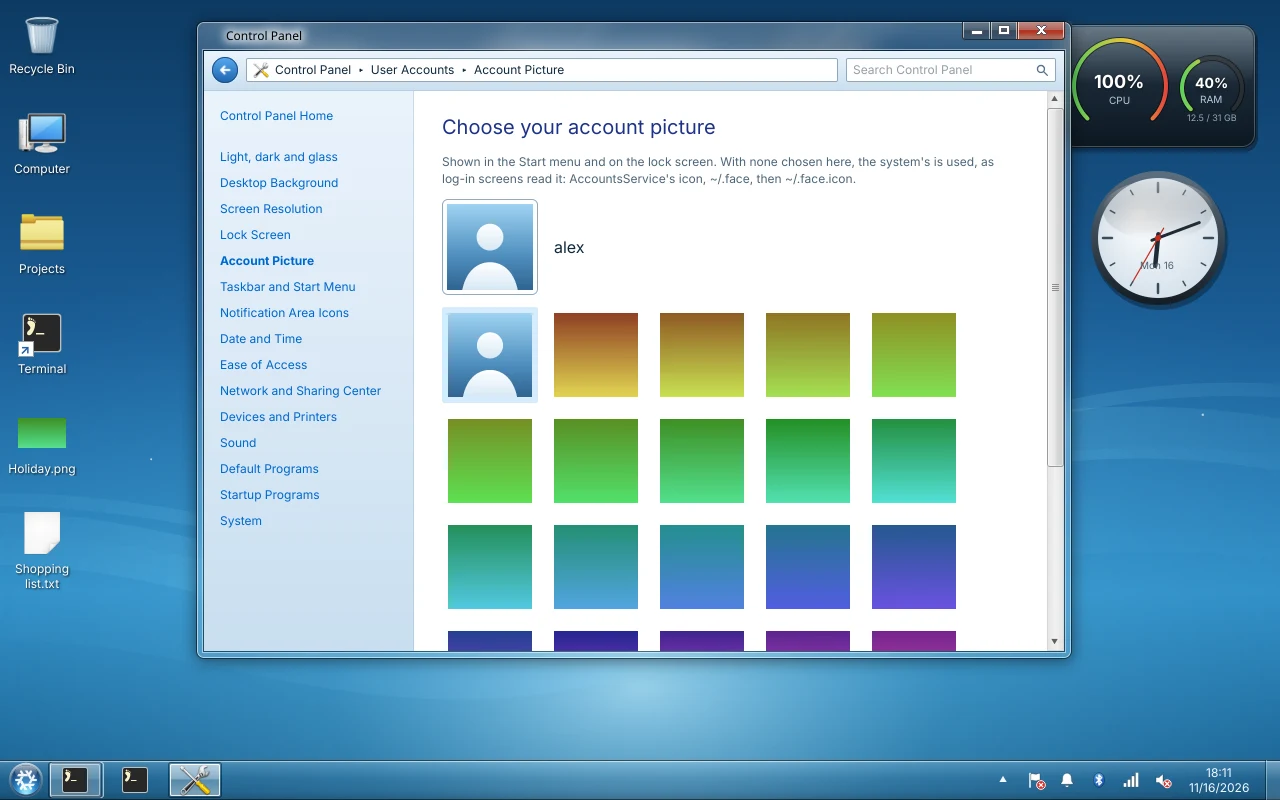 Recycle Bin
Computer
Projects
Terminal
Holiday.png
Shopping
list.txt
Control Panel
Control Panel
User Accounts
Account Picture
Search Control Panel
Control Panel Home
Light, dark and glass
Desktop Background
Screen Resolution
Lock Screen
Account Picture
Taskbar and Start Menu
Notification Area Icons
Date and Time
Ease of Access
Network and Sharing Center
Devices and Printers
Sound
Default Programs
Startup Programs
System
Choose your account picture
Shown in the Start menu and on the lock screen. With none chosen here, the system's is used, as
log-in screens read it: AccountsService's icon, ~/.face, then ~/.face.icon.
alex
100%
CPU
40%
RAM
12.5 / 31 GB
Mon 16
18:11
11/16/2026